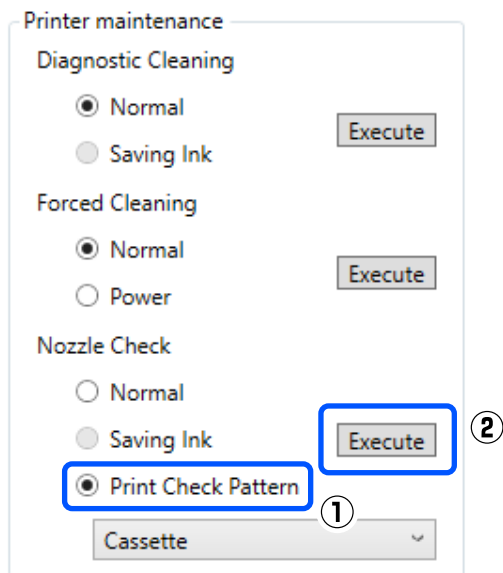 Printer maintenance
Diagnostic Cleaning
Normal
Execute
Saving Ink
Forced Cleaning
Normal
Execute
Power
Nozzle Check
Normal
Saving Ink
Execute
②
Print Check Pattern
①
Cassette